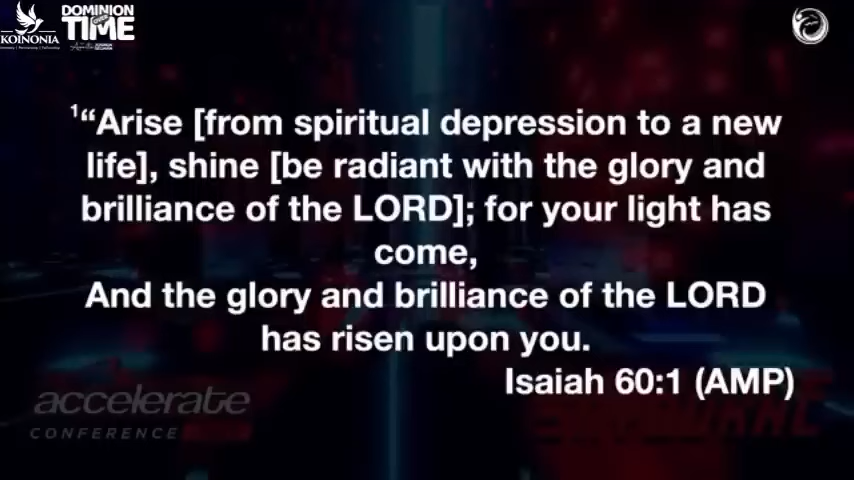 KOINONIA
DOMINION
OVER
TIME
¹“Arise [from spiritual depression to a new
life], shine [be radiant with the glory and
brilliance of the LORD]; for your light has
come,
And the glory and brilliance of the LORD
has risen upon you.
Isaiah 60:1 (AMP)
accelerate
CONFERENCE